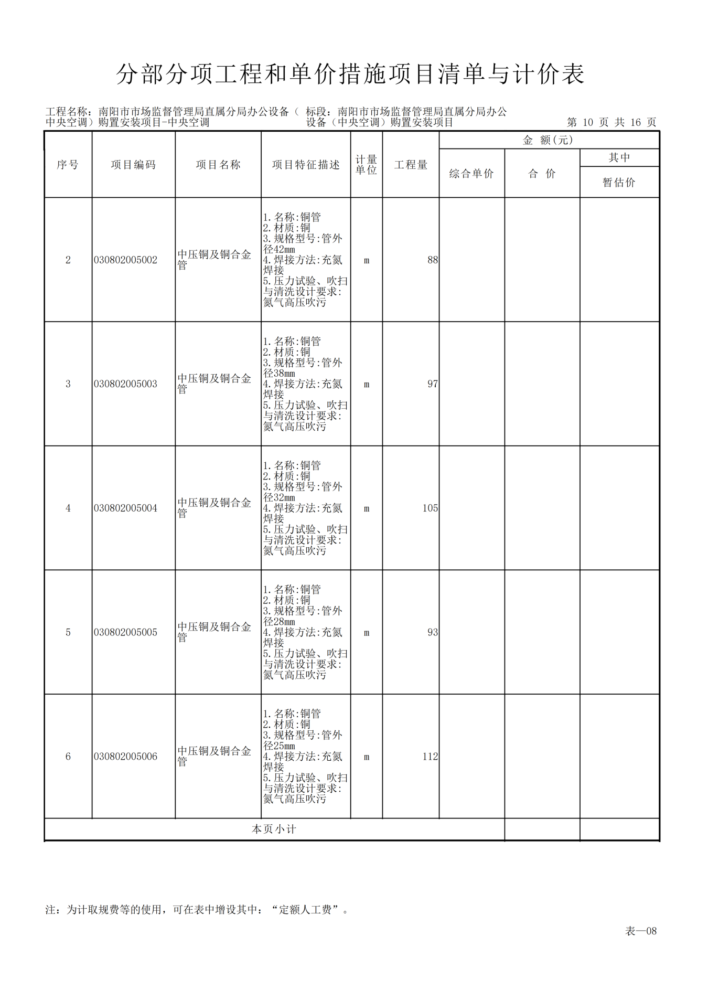 分部分项工程和单价措施项目清单与计价表
工程名称：南阳市市场监督管理局直属分局办公设备（
中央空调）购置安装项目-中央空调
标段：南阳市市场监督管理局直属分局办公
设备（中央空调）购置安装项目
第 10 页 共 16 页
序号
项目编码
项目名称
项目特征描述
计量
单位
工程量
金 额(元)
综合单价
合 价
其中
暂估价
2
030802005002
中压铜及铜合金
管
1.名称:铜管
2.材质:铜
3.规格型号:管外
径42mm
4.焊接方法:充氮
焊接
5.压力试验、吹扫
与清洗设计要求:
氮气高压吹污
m
88
3
030802005003
中压铜及铜合金
管
1.名称:铜管
2.材质:铜
3.规格型号:管外
径38mm
4.焊接方法:充氮
焊接
5.压力试验、吹扫
与清洗设计要求:
氮气高压吹污
m
97
4
030802005004
中压铜及铜合金
管
1.名称:铜管
2.材质:铜
3.规格型号:管外
径32mm
4.焊接方法:充氮
焊接
5.压力试验、吹扫
与清洗设计要求:
氮气高压吹污
m
105
5
030802005005
中压铜及铜合金
管
1.名称:铜管
2.材质:铜
3.规格型号:管外
径28mm
4.焊接方法:充氮
焊接
5.压力试验、吹扫
与清洗设计要求:
氮气高压吹污
m
93
6
030802005006
中压铜及铜合金
管
1.名称:铜管
2.材质:铜
3.规格型号:管外
径25mm
4.焊接方法:充氮
焊接
5.压力试验、吹扫
与清洗设计要求:
氮气高压吹污
m
112
本页小计
注：为计取规费等的使用，可在表中增设其中：“定额人工费”。
表—08